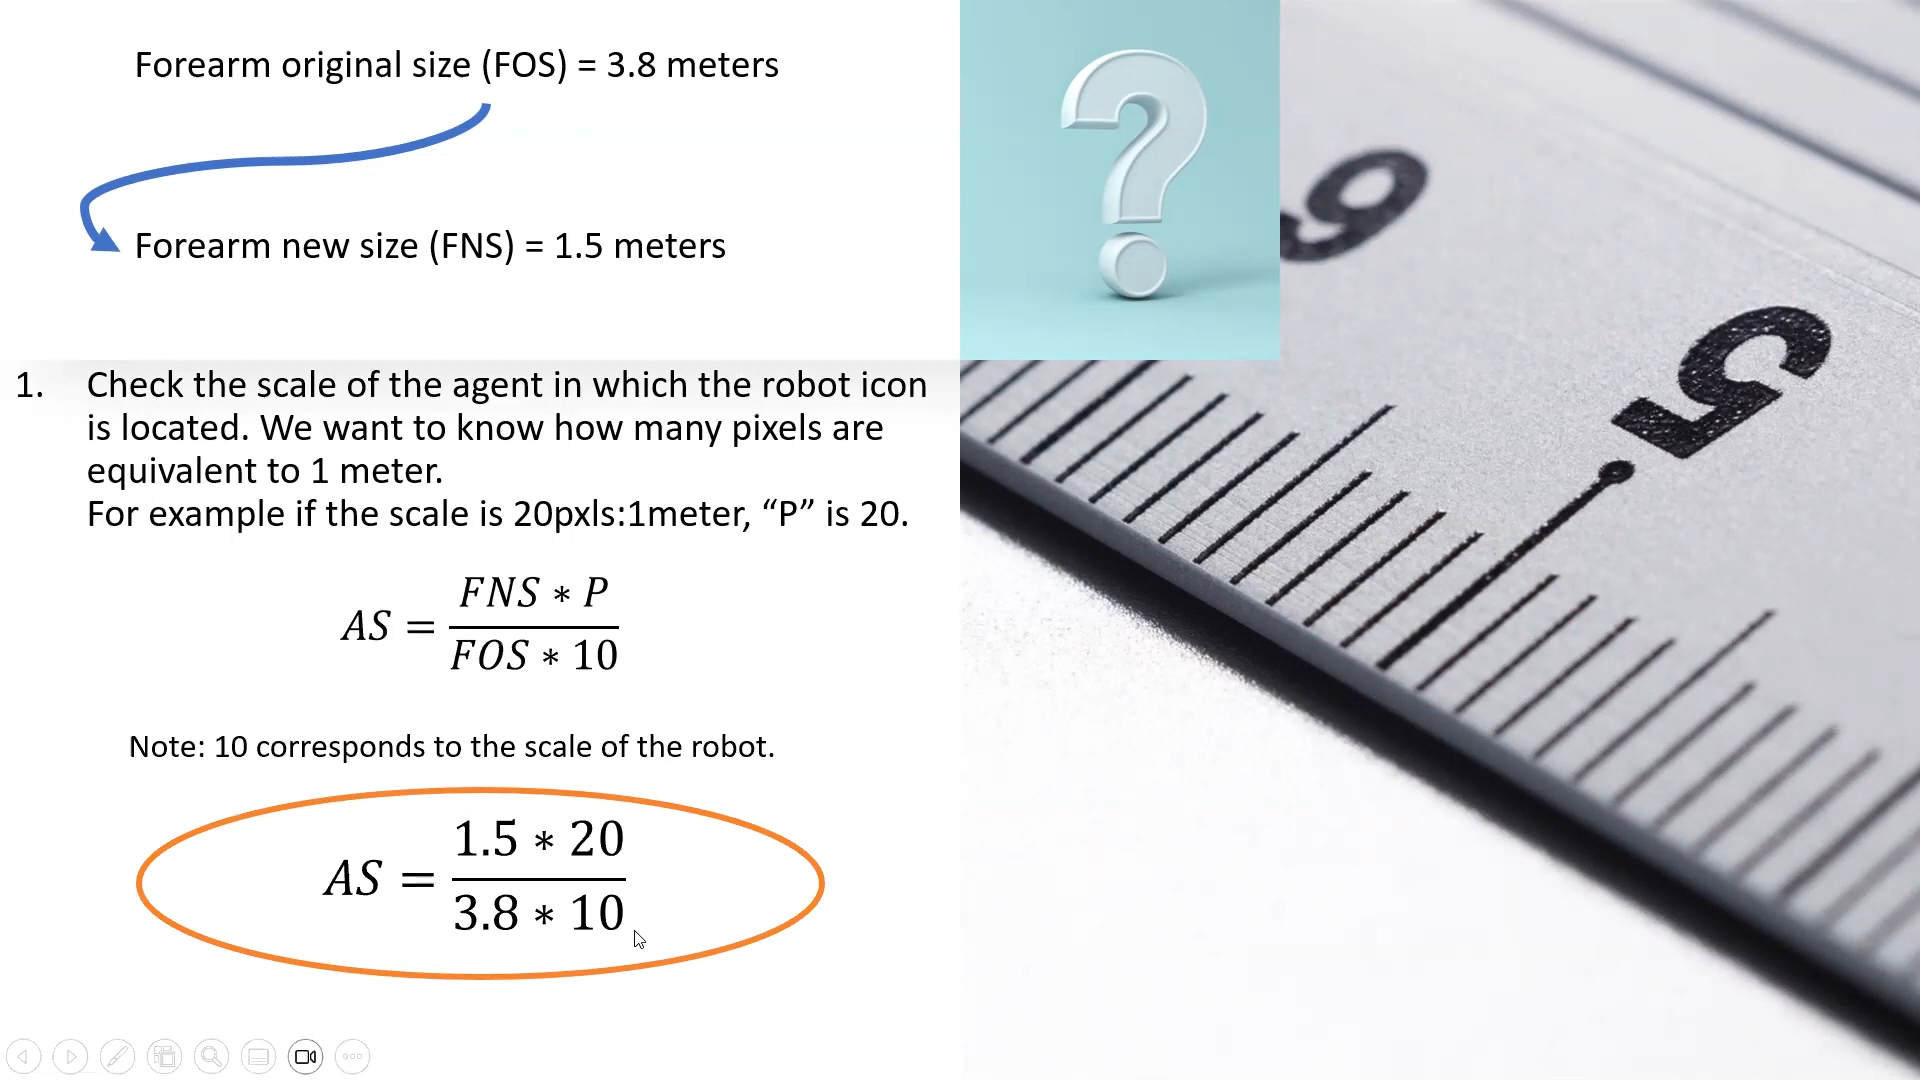 Forearm original size (FOS) = 3.8 meters
Forearm new size (FNS) = 1.5 meters
1. Check the scale of the agent in which the robot icon
is located. We want to know how many pixels are
equivalent to 1 meter.
For example if the scale is 20pxls:1meter, “P” is 20.
AS = \frac{FNS * P}{FOS * 10}
Note: 10 corresponds to the scale of the robot.
AS = \frac{1.5 * 20}{3.8 * 10}
?
6
5